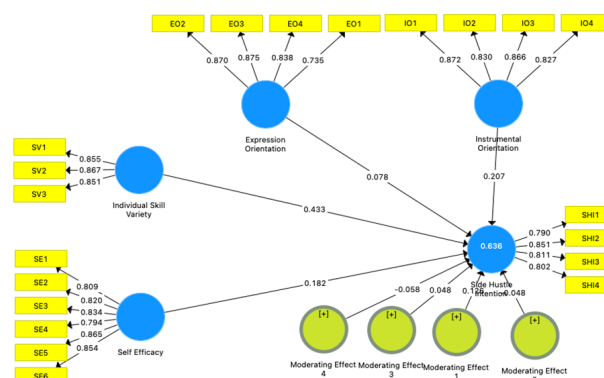 EO2
EO3
EO4
EO1
IO1
IO2
IO3
IO4
0.870
0.875
0.838
0.735
0.872
0.830
0.866
0.827
Expression
Orientation
Instrumental
Orientation
SV1
SV2
SV3
0.855
0.867
0.851
Individual Skill
Variety
0.078
0.207
0.433
0.182
0.636
Side Hustle
Intention
0.790
0.851
0.811
0.802
SHI1
SHI2
SHI3
SHI4
SE1
SE2
SE3
SE4
SE5
SE6
0.809
0.820
0.834
0.794
0.865
0.854
Self Efficacy
-0.058
0.048
0.048
[+]
[+]
[+]
[+]
Moderating Effect
4
Moderating Effect
3
Moderating Effect
1
Moderating Effect